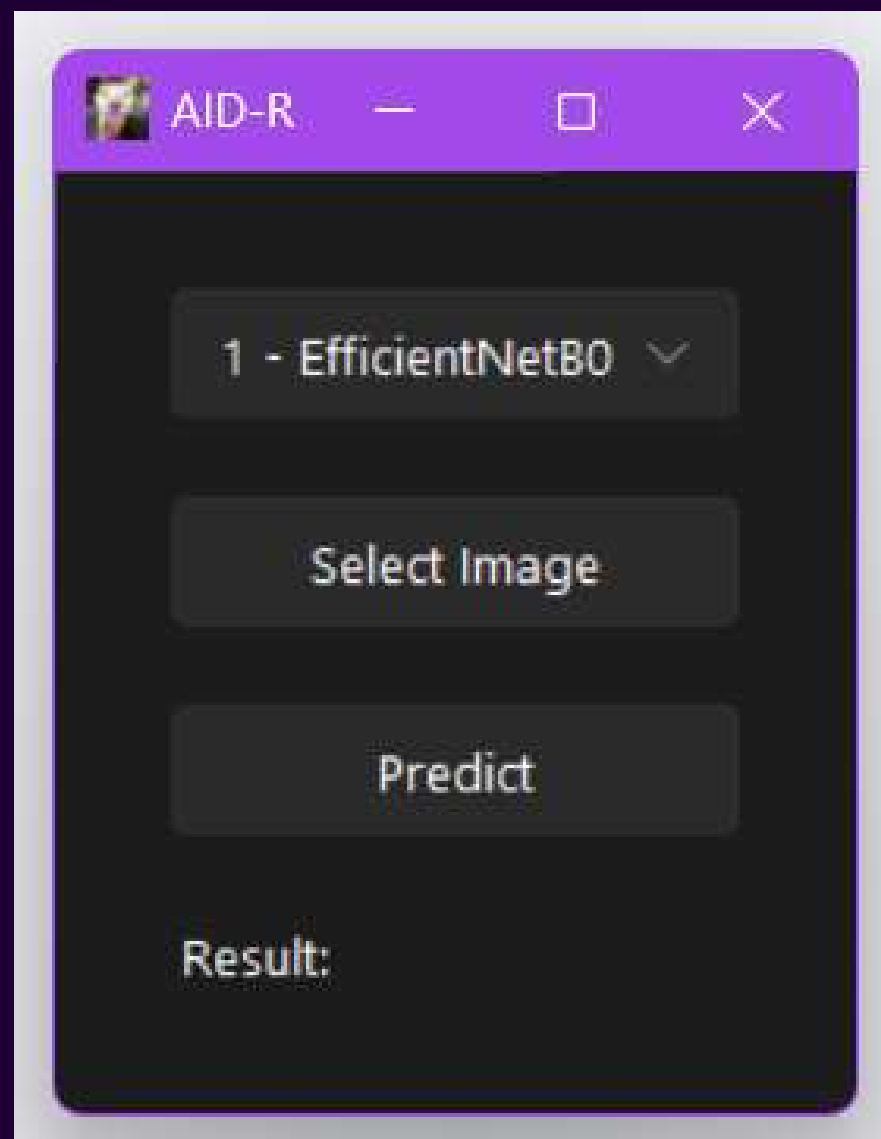 AID-R
1 - EfficientNetB0
Select Image
Predict
Result: